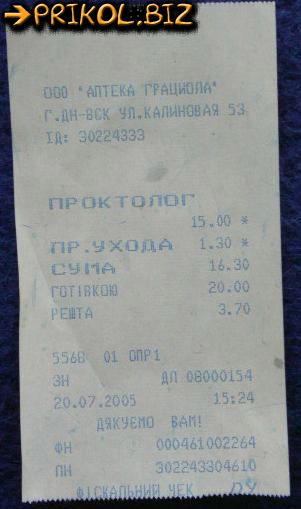 PRIKOL.BIZ
ООО "АПТЕКА ГРАЦИОЛА"
Г.ДН-ВСК УЛ.КАЛИНОВАЯ 53
ІД: 30224333
ПРОКТОЛОГ
15.00 *
ПР.УХОДА 1.30 *
СУМА 16.30
ГОТІВКОЮ 20.00
РЕШТА 3.70
5568 01 ОПР1
ЗН ДП 08000154
20.07.2005 15:24
ДЯКУЄМО ВАМ!
ФН 000461002264
ПН 302243304610
ФІСКАЛЬНИЙ ЧЕК